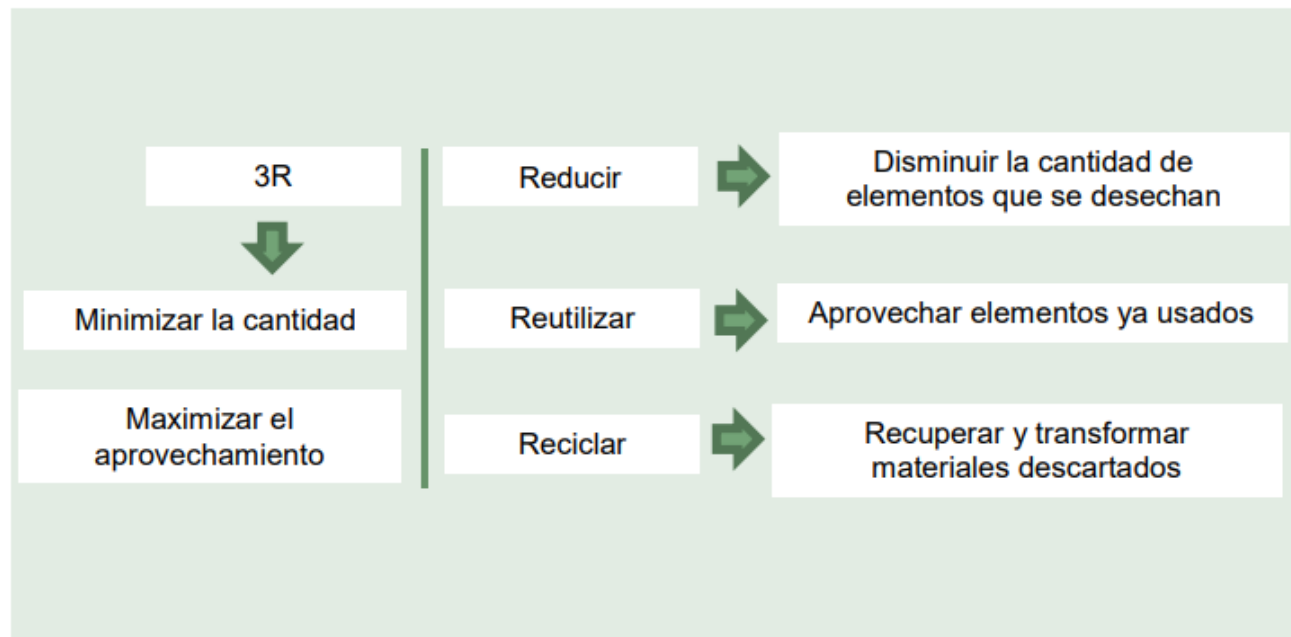 3R
Minimizar la cantidad
Maximizar el
aprovechamiento
Reducir
Disminuir la cantidad de
elementos que se desechan
Reutilizar
Aprovechar elementos ya usados
Reciclar
Recuperar y transformar
materiales descartados